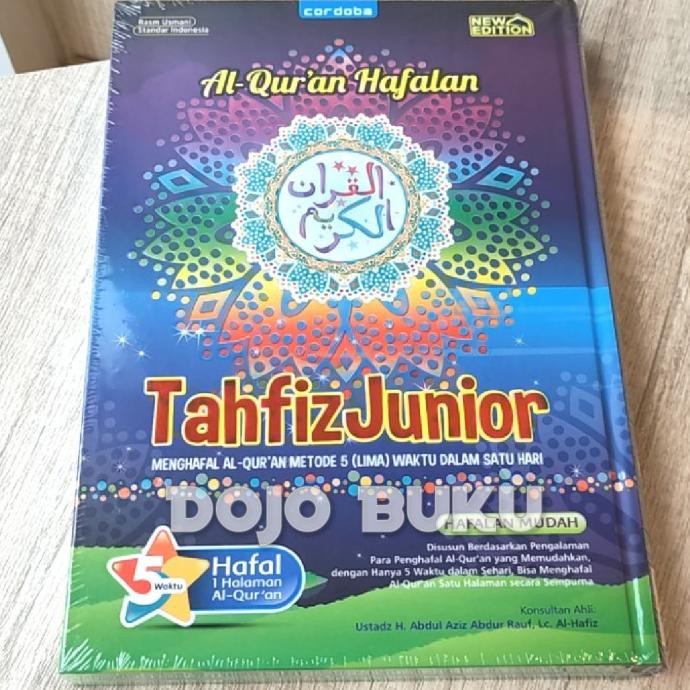 cordoba
Rasm Usmani
Standar Indonesia
NEW
EDITION
Al-Qur'an Hafalan
القرآن
الكريم
TahfizJunior
MENGHAFAL AL-QUR'AN METODE 5 (LIMA) WAKTU DALAM SATU HARI
DOJO BUKU
HAFALAN MUDAH
Disusun Berdasarkan Pengalaman
Para Penghafal Al-Qur'an yang Memudahkan,
dengan Hanya 5 Waktu dalam Sehari, Bisa Menghafal
Al-Qur'an Satu Halaman secara Sempurna
5
Waktu
Hafal
1 Halaman
Al-Qur'an
Konsultan Ahli:
Ustadz H. Abdul Aziz Abdur Rauf, Lc. Al-Hafiz